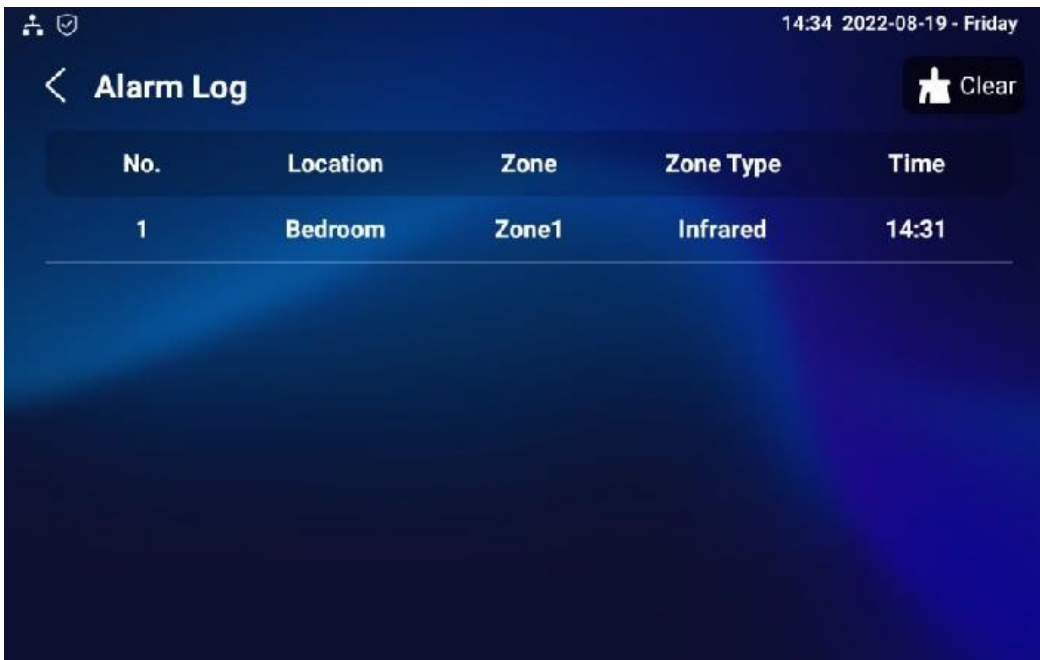 14:34 2022-08-19 - Friday
Alarm Log
Clear
No. Location Zone Zone Type Time
1 Bedroom Zone1 Infrared 14:31